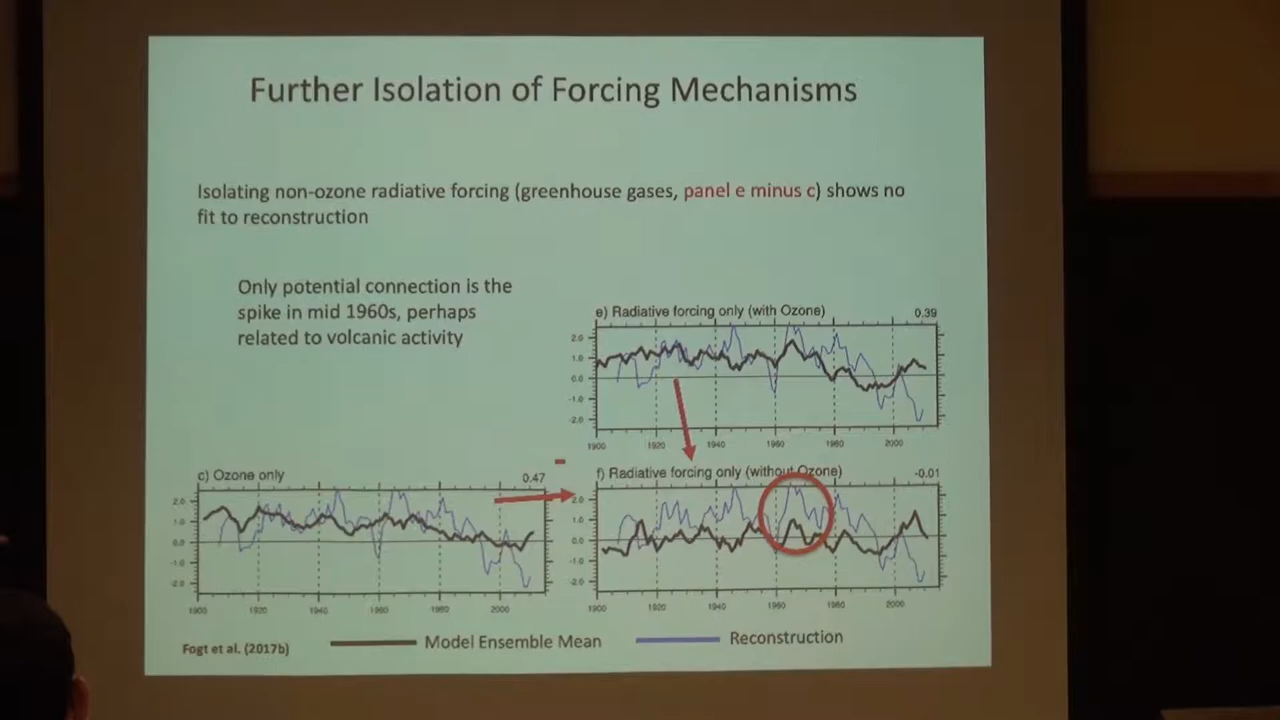 Further Isolation of Forcing Mechanisms
Isolating non-ozone radiative forcing (greenhouse gases, panel e minus c) shows no
fit to reconstruction
Only potential connection is the
spike in mid 1960s, perhaps
related to volcanic activity
e) Radiative forcing only (with Ozone) 0.39
2.0
1.0
0.0
-1.0
-2.0
1900 1920 1940 1960 1980 2000
c) Ozone only 0.47
2.0
1.0
0.0
-1.0
-2.0
1900 1920 1940 1960 1980 2000
f) Radiative forcing only (without Ozone) -0.01
2.0
1.0
0.0
-1.0
-2.0
1900 1920 1940 1960 1980 2000
Fogt et al. (2017b)
Model Ensemble Mean
Reconstruction